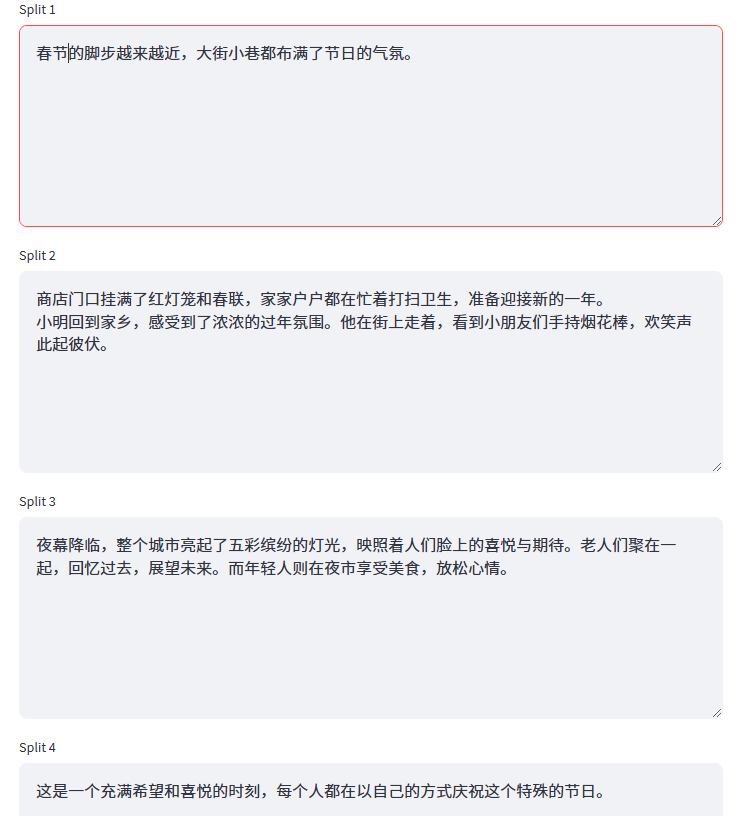 Split 1
春节的脚步越来越近，大街小巷都布满了节日的气氛。
Split 2
商店门口挂满了红灯笼和春联，家家户户都在忙着打扫卫生，准备迎接新的一年。
小明回到家乡，感受到了浓浓的过年氛围。他在街上走着，看到小朋友们手持烟花棒，欢笑声
此起彼伏。
Split 3
夜幕降临，整个城市亮起了五彩缤纷的灯光，映照着人们脸上的喜悦与期待。老人们聚在一
起，回忆过去，展望未来。而年轻人则在夜市享受美食，放松心情。
Split 4
这是一个充满希望和喜悦的时刻，每个人都在以自己的方式庆祝这个特殊的节日。